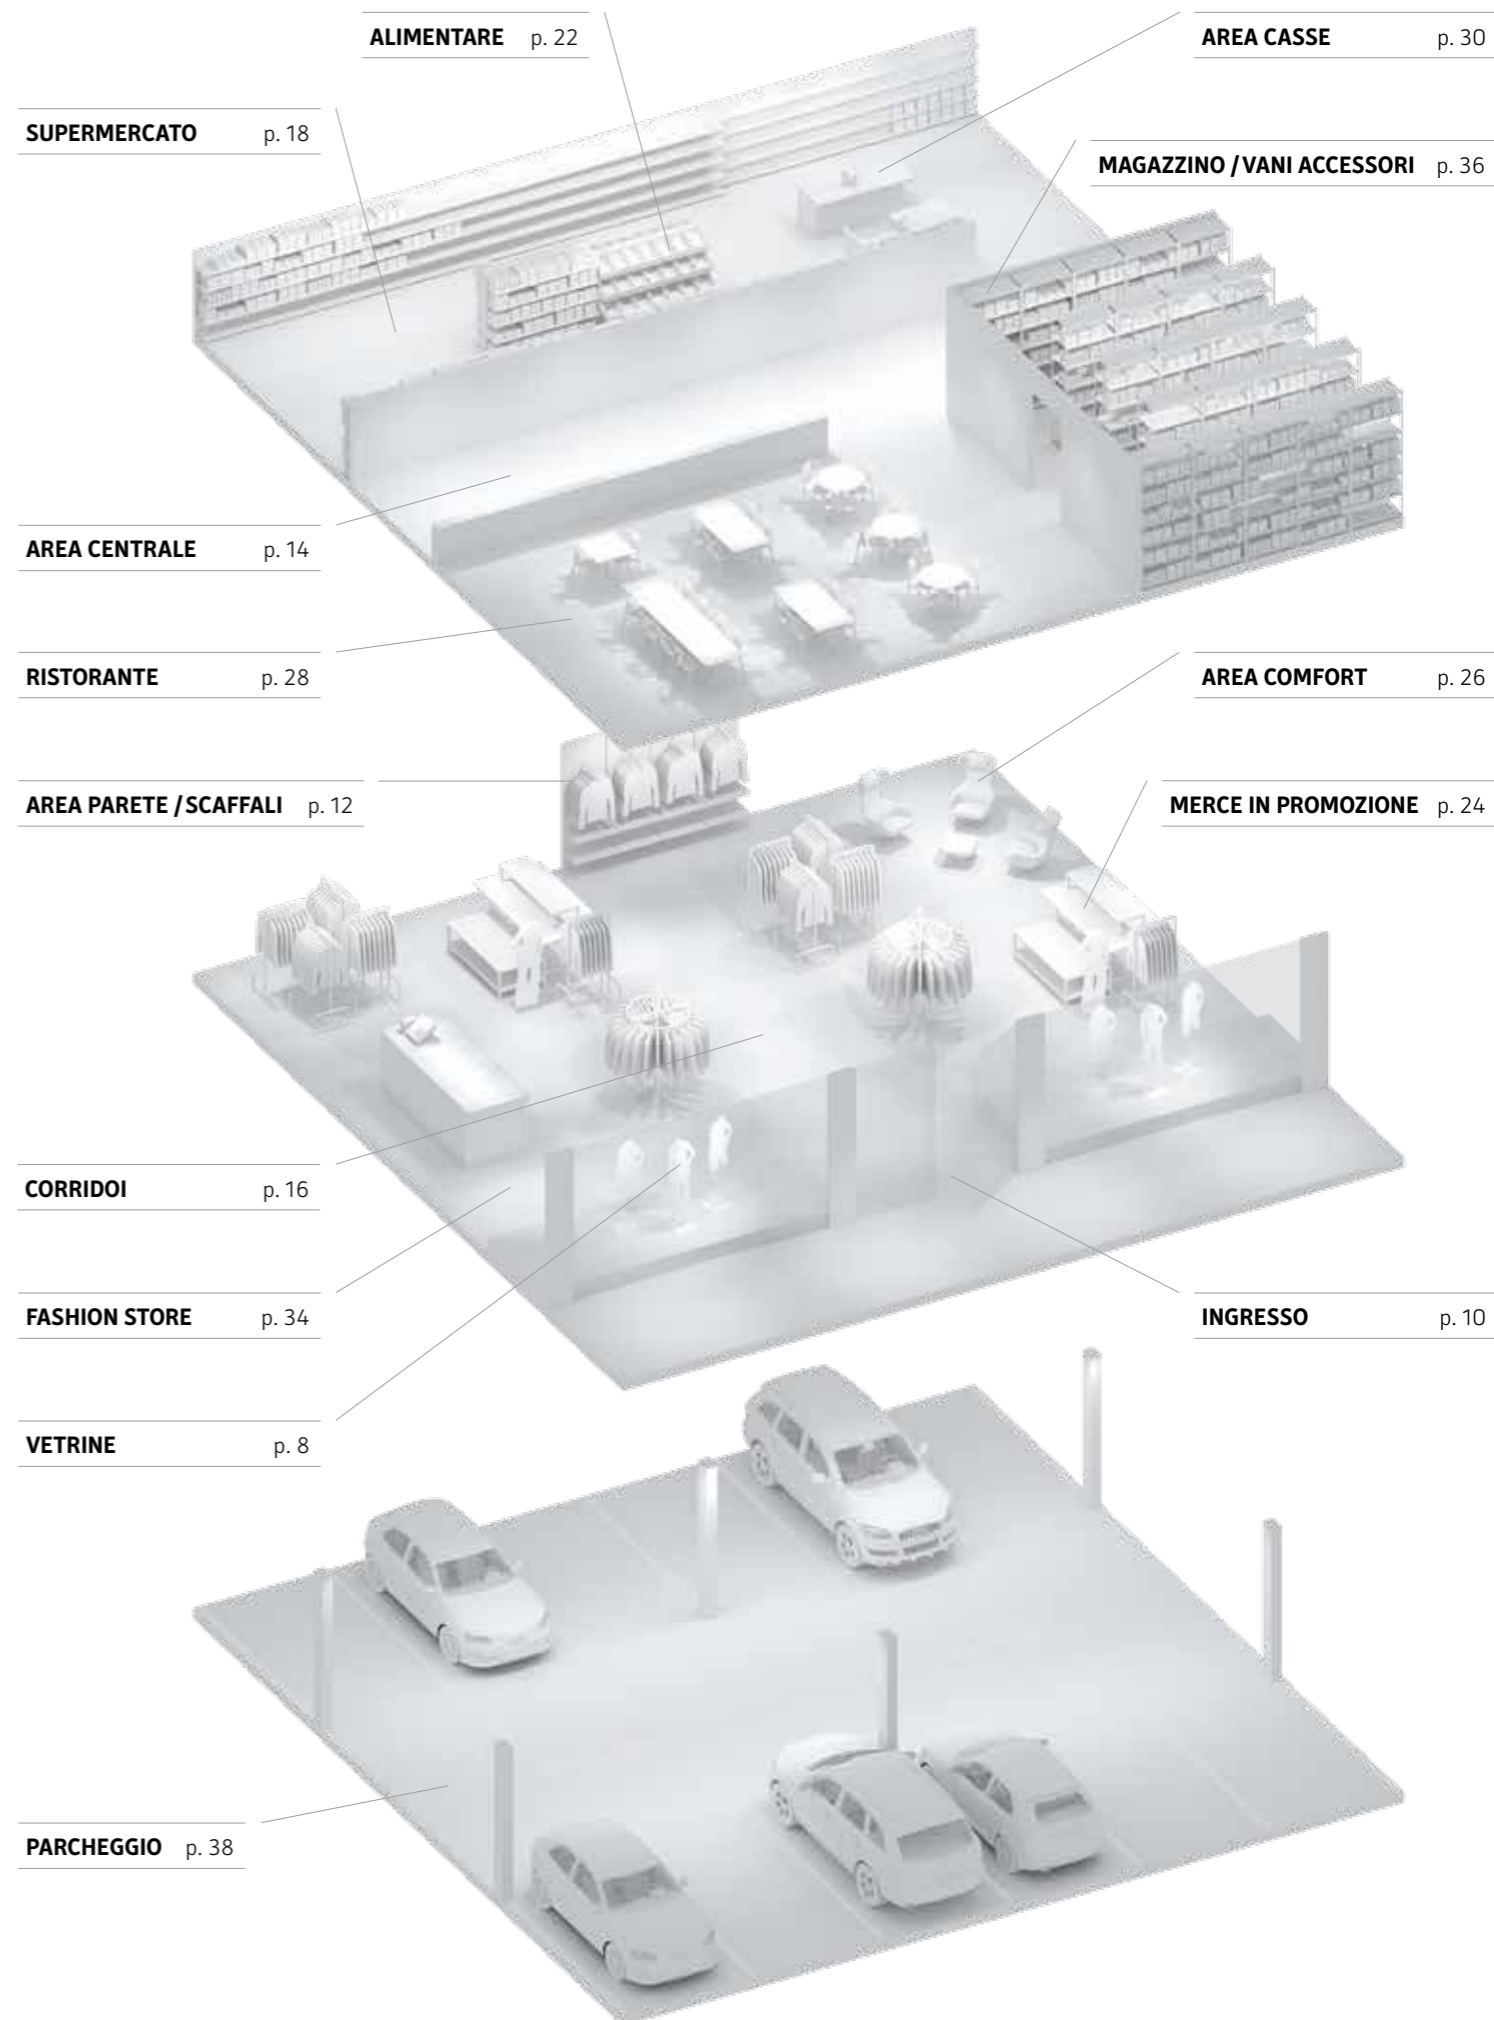 ALIMENTARE p. 22
AREA CASSE p. 30
SUPERMERCATO p. 18
MAGAZZINO / VANI ACCESSORI p. 36
AREA CENTRALE p. 14
RISTORANTE p. 28
AREA COMFORT p. 26
AREA PARETE / SCAFFALI p. 12
MERCE IN PROMOZIONE p. 24
CORRIDOI p. 16
FASHION STORE p. 34
INGRESSO p. 10
VETRINE p. 8
PARCHEGGIO p. 38